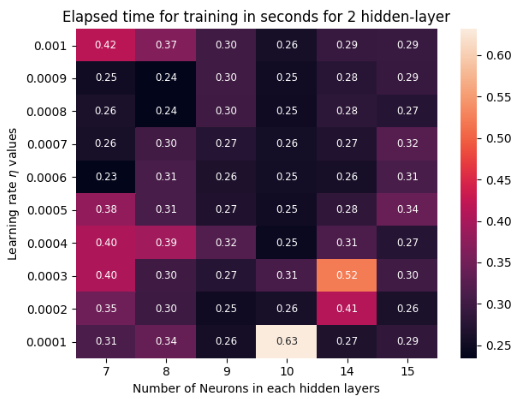 Elapsed time for training in seconds for 2 hidden-layer
Learning rate η values
0.001 0.42 0.37 0.30 0.26 0.29 0.29
0.0009 0.25 0.24 0.30 0.25 0.28 0.29
0.0008 0.26 0.24 0.30 0.25 0.28 0.27
0.0007 0.26 0.30 0.27 0.26 0.27 0.32
0.0006 0.23 0.31 0.26 0.25 0.26 0.31
0.0005 0.38 0.31 0.27 0.25 0.28 0.34
0.0004 0.40 0.39 0.32 0.25 0.31 0.27
0.0003 0.40 0.30 0.27 0.31 0.52 0.30
0.0002 0.35 0.30 0.25 0.26 0.41 0.26
0.0001 0.31 0.34 0.26 0.63 0.27 0.29
7 8 9 10 14 15
Number of Neurons in each hidden layers
0.60
0.55
0.50
0.45
0.40
0.35
0.30
0.25